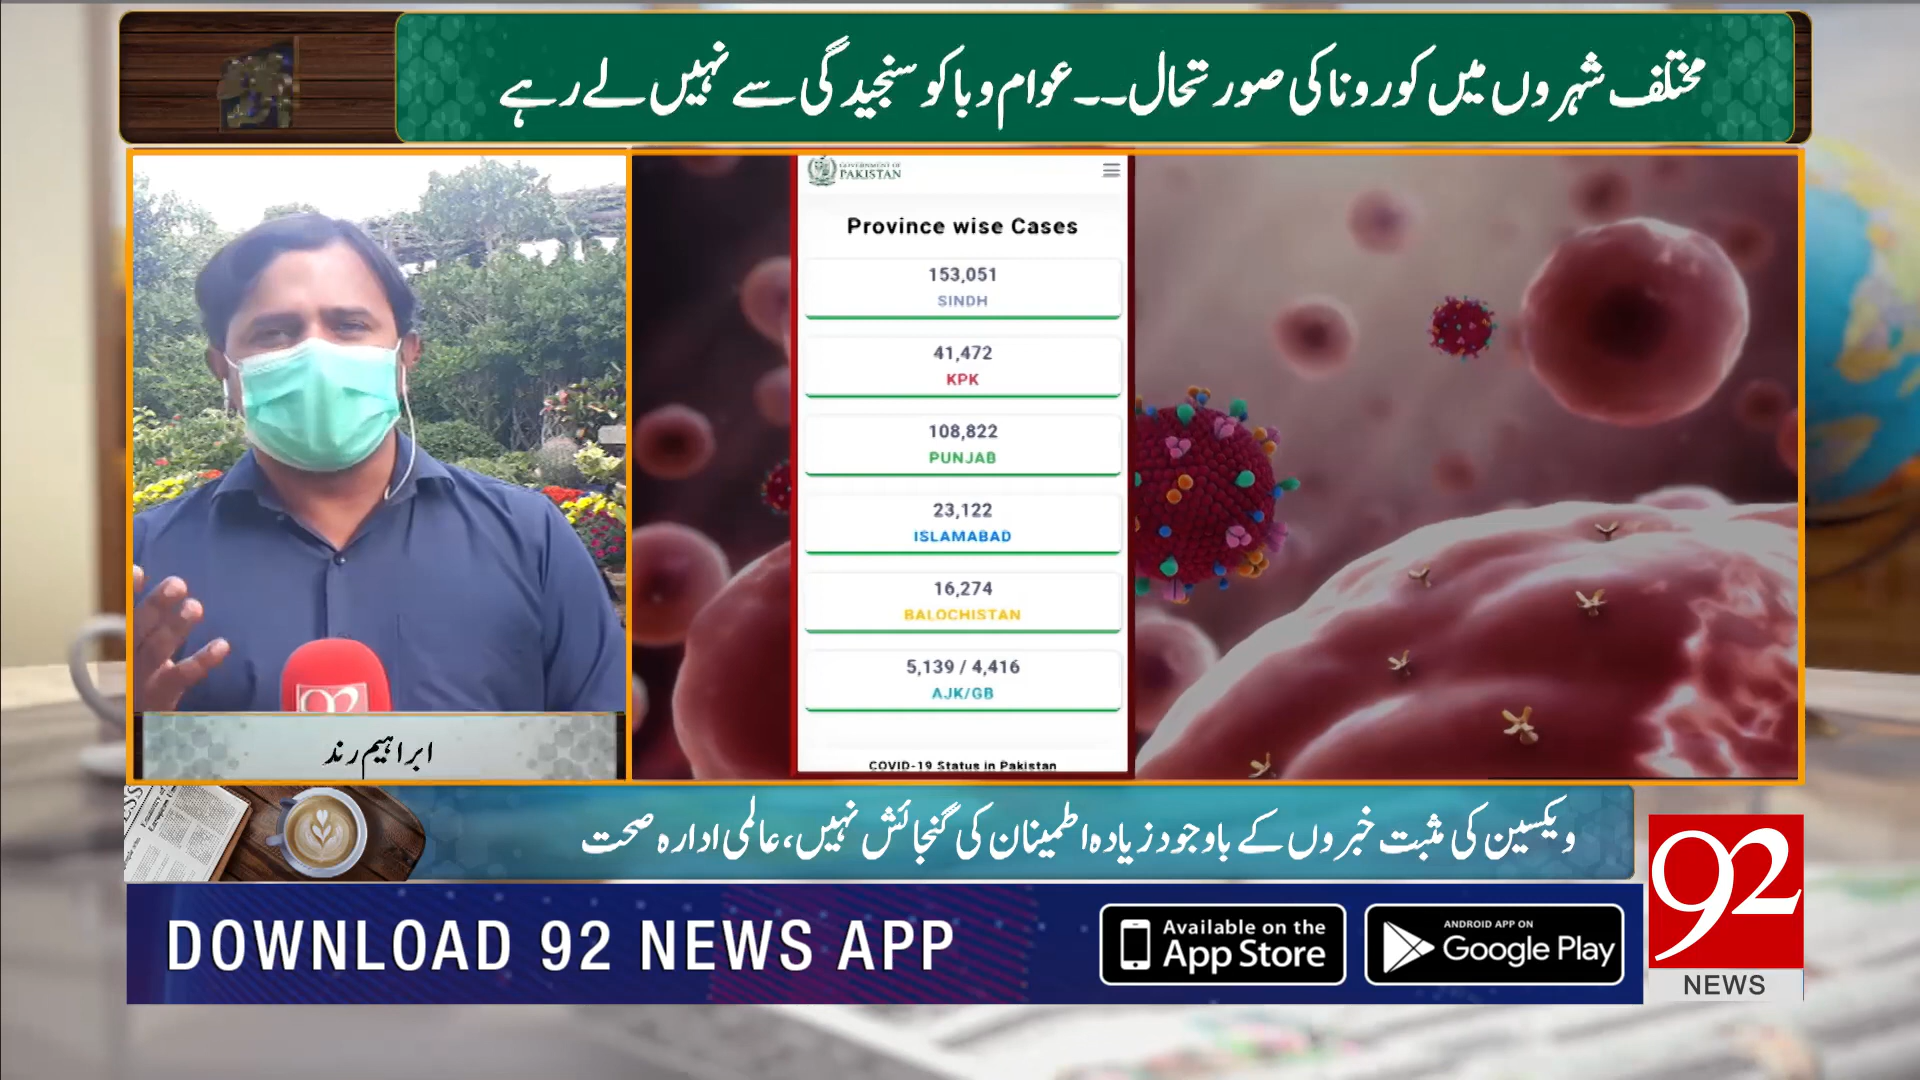 مختلف شہروں میں کورونا کی صورتحال۔۔عوام وبا کو سنجیدگی سے نہیں لے رہے
GOVERNMENT OF
PAKISTAN
Province wise Cases
153,051
SINDH
41,472
KPK
108,822
PUNJAB
23,122
ISLAMABAD
16,274
BALOCHISTAN
5,139 / 4,416
AJK/GB
COVID-19 Status in Pakistan
92
ابراہیم رند
ویکسین کی مثبت خبروں کے باوجود زیادہ اطمینان کی گنجائش نہیں، عالمی ادارہ صحت
DOWNLOAD 92 NEWS APP
Available on the
App Store
ANDROID APP ON
Google Play
92
NEWS